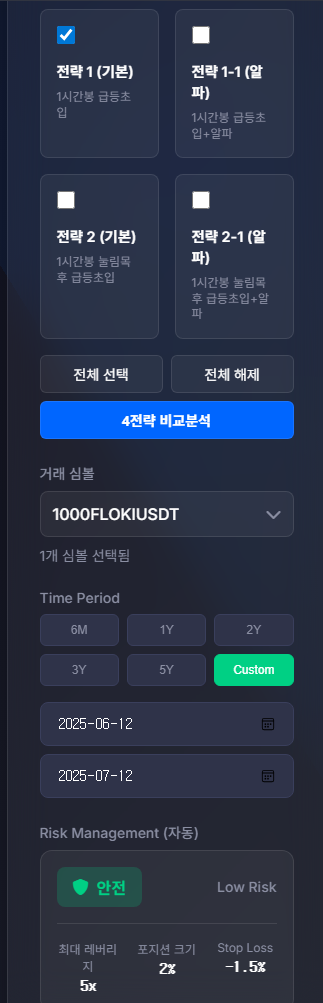 전략 1 (기본)
1시간봉 급등초
입
전략 1-1 (알
파)
1시간봉 급등초
입+알파
전략 2 (기본)
1시간봉 눌림목
후 급등초입
전략 2-1 (알
파)
1시간봉 눌림목
후 급등초입+알
파
전체 선택
전체 해제
4전략 비교분석
거래 심볼
1000FLOKIUSDT
1개 심볼 선택됨
Time Period
6M
1Y
2Y
3Y
5Y
Custom
2025-06-12
2025-07-12
Risk Management (자동)
안전
Low Risk
최대 레버리
지
5x
포지션 크기
2%
Stop Loss
-1.5%